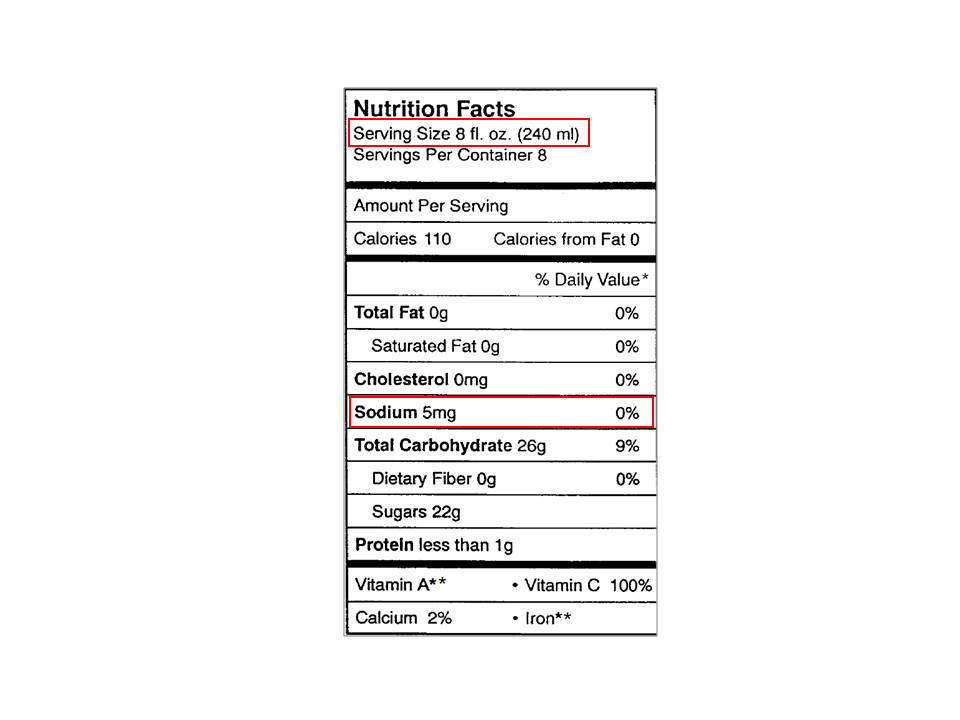 Nutrition Facts
Serving Size 8 fl. oz. (240 ml)
Servings Per Container 8
Amount Per Serving
Calories 110 Calories from Fat 0
% Daily Value*
Total Fat 0g 0%
Saturated Fat 0g 0%
Cholesterol 0mg 0%
Sodium 5mg 0%
Total Carbohydrate 26g 9%
Dietary Fiber 0g 0%
Sugars 22g
Protein less than 1g
Vitamin A** • Vitamin C 100%
Calcium 2% • Iron**